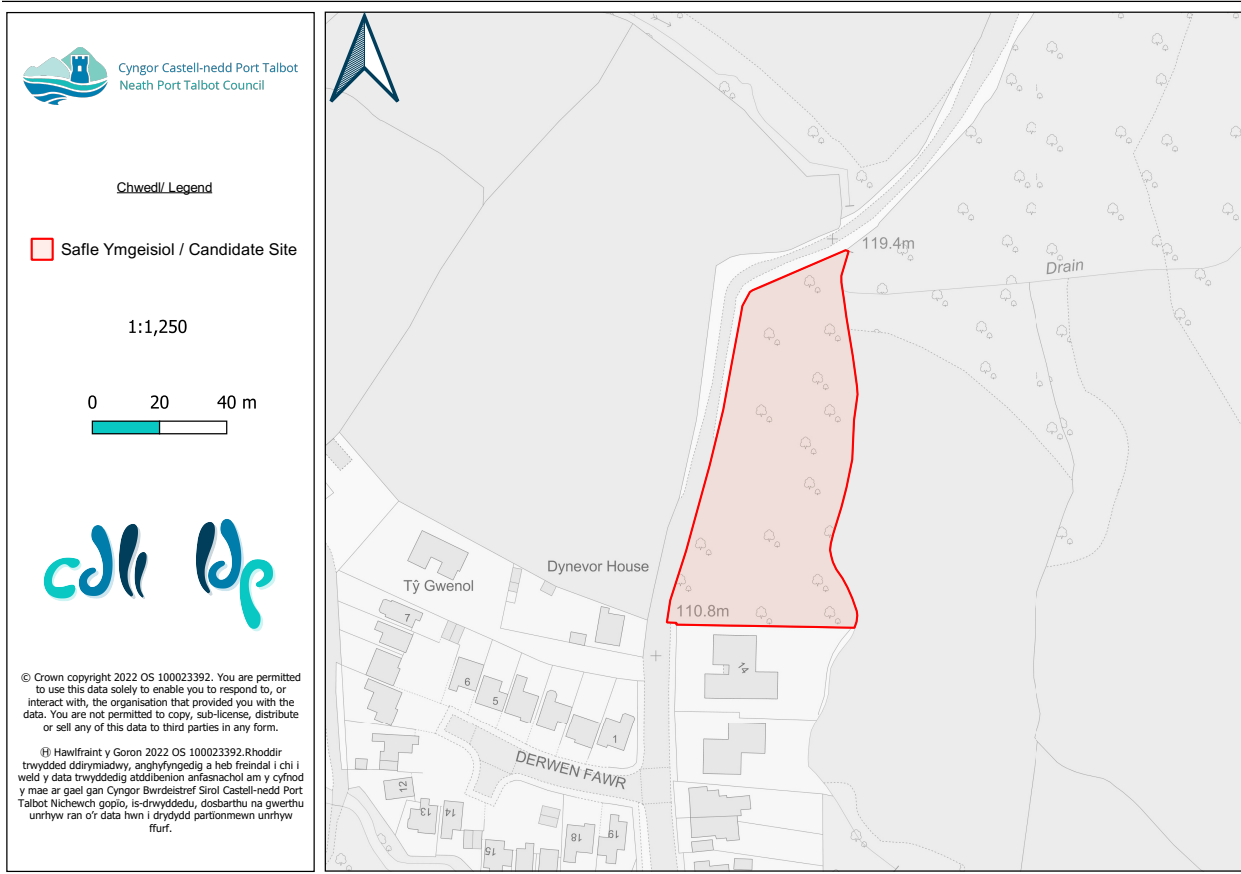 Cyngor Castell-nedd Port Talbot
Neath Port Talbot Council
Chwedl/ Legend
Safle Ymgeisiol / Candidate Site
1:1,250
0 20 40 m
cdll ldp
© Crown copyright 2022 OS 100023392. You are permitted
to use this data solely to enable you to respond to, or
interact with, the organisation that provided you with the
data. You are not permitted to copy, sub-license, distribute
or sell any of this data to third parties in any form.
Ⓗ Hawlfraint y Goron 2022 OS 100023392.Rhoddir
trwydded ddirymiadwy, anghyfyngedig a heb freindal i chi i
weld y data trwyddedig atddibenion anfasnachol am y cyfnod
y mae ar gael gan Cyngor Bwrdeistref Sirol Castell-nedd Port
Talbot Nichewch gopïo, is-drwyddedu, dosbarthu na gwerthu
unrhyw ran o'r data hwn i drydydd partïonmewn unrhyw
ffurf.
119.4m
Drain
Dynevor House
Tŷ Gwenol
110.8m
7
14
6
5
1
DERWEN FAWR
12
13
14
15
18
19